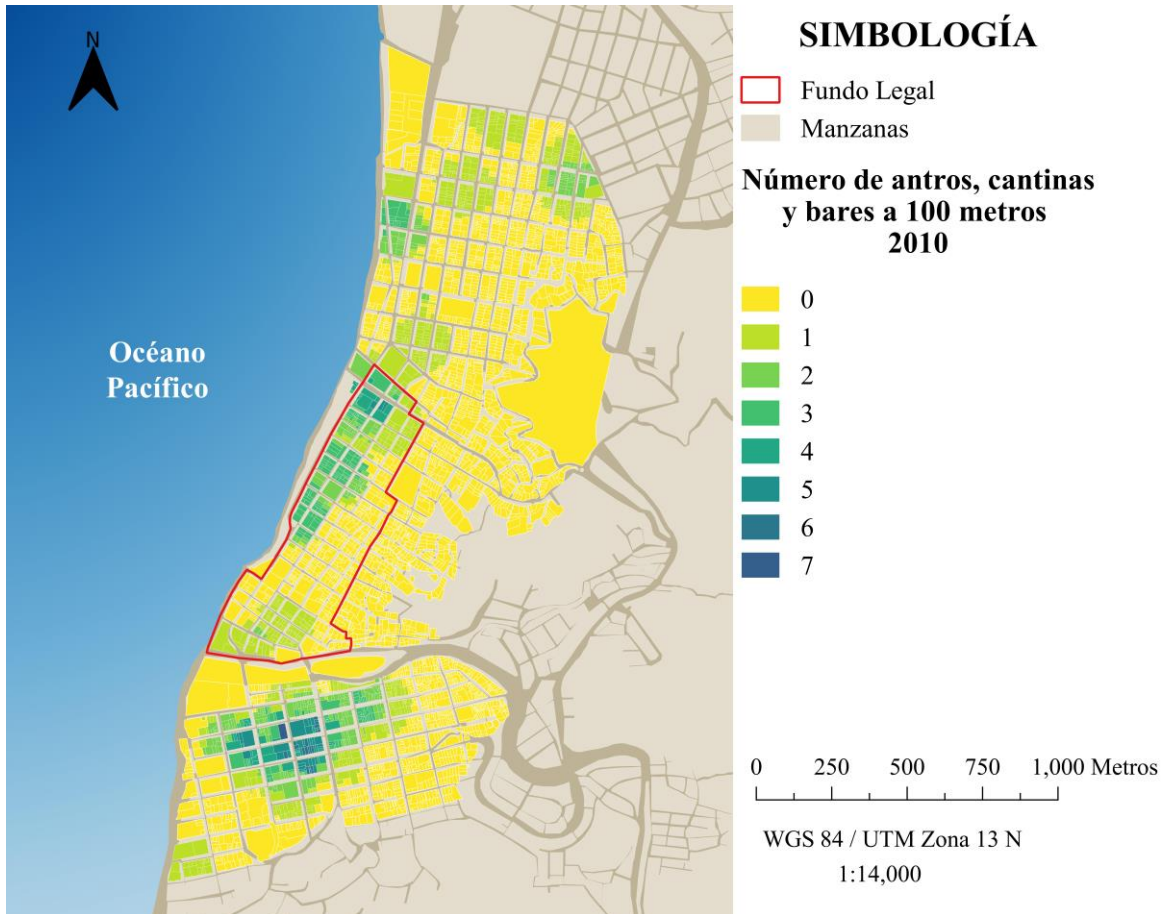 N
Océano
Pacífico
SIMBOLOGÍA
Fundo Legal
Manzanas
Número de antros, cantinas
y bares a 100 metros
2010
0
1
2
3
4
5
6
7
0 250 500 750 1,000 Metros
WGS 84 / UTM Zona 13 N
1:14,000